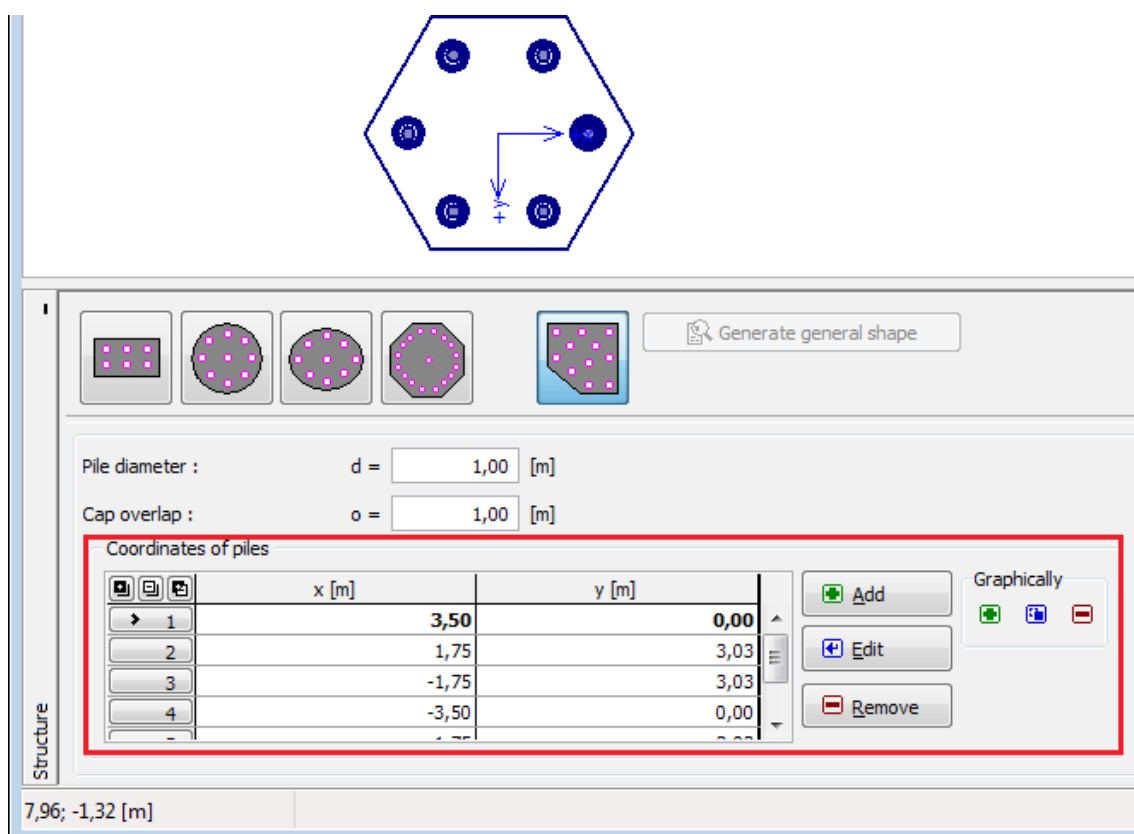 +y
Generate general shape
Pile diameter : d = 1,00 [m]
Cap overlap : o = 1,00 [m]
Coordinates of piles
x [m] y [m]
1 3,50 0,00
2 1,75 3,03
3 -1,75 3,03
4 -3,50 0,00
Add
Edit
Remove
Graphically
Structure
7,96; -1,32 [m]